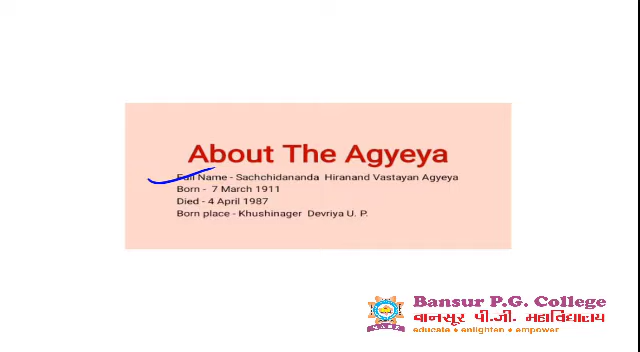 About The Agyeya
Full Name - Sachchidananda Hiranand Vastayan Agyeya
Born - 7 March 1911
Died - 4 April 1987
Born place - Khushinager Devriya U. P.
Bansur P.G. College
बानसूर पी.जी. महाविद्यालय
educate • enlighten • empower